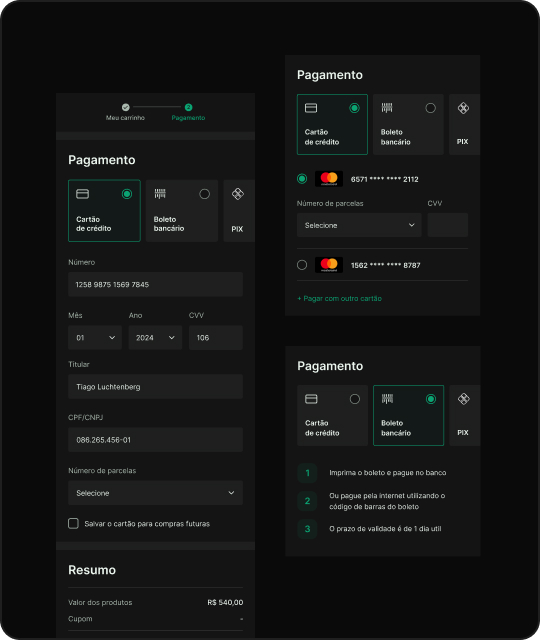 Meu carrinho
2
Pagamento
Pagamento
Cartão
de crédito
Boleto
bancário
PIX
Número
1258 9875 1569 7845
Mês
Ano
CVV
01
2024
106
Titular
Tiago Luchtenberg
CPF/CNPJ
086.265.456-01
Número de parcelas
Selecione
Salvar o cartão para compras futuras
Resumo
Valor dos produtos
R$ 540,00
Cupom
-
Pagamento
Cartão
de crédito
Boleto
bancário
PIX
6571 **** **** 2112
Número de parcelas
CVV
Selecione
1562 **** **** 8787
+ Pagar com outro cartão
Pagamento
Cartão
de crédito
Boleto
bancário
PIX
1 Imprima o boleto e pague no banco
2 Ou pague pela internet utilizando o
código de barras do boleto
3 O prazo de validade é de 1 dia util